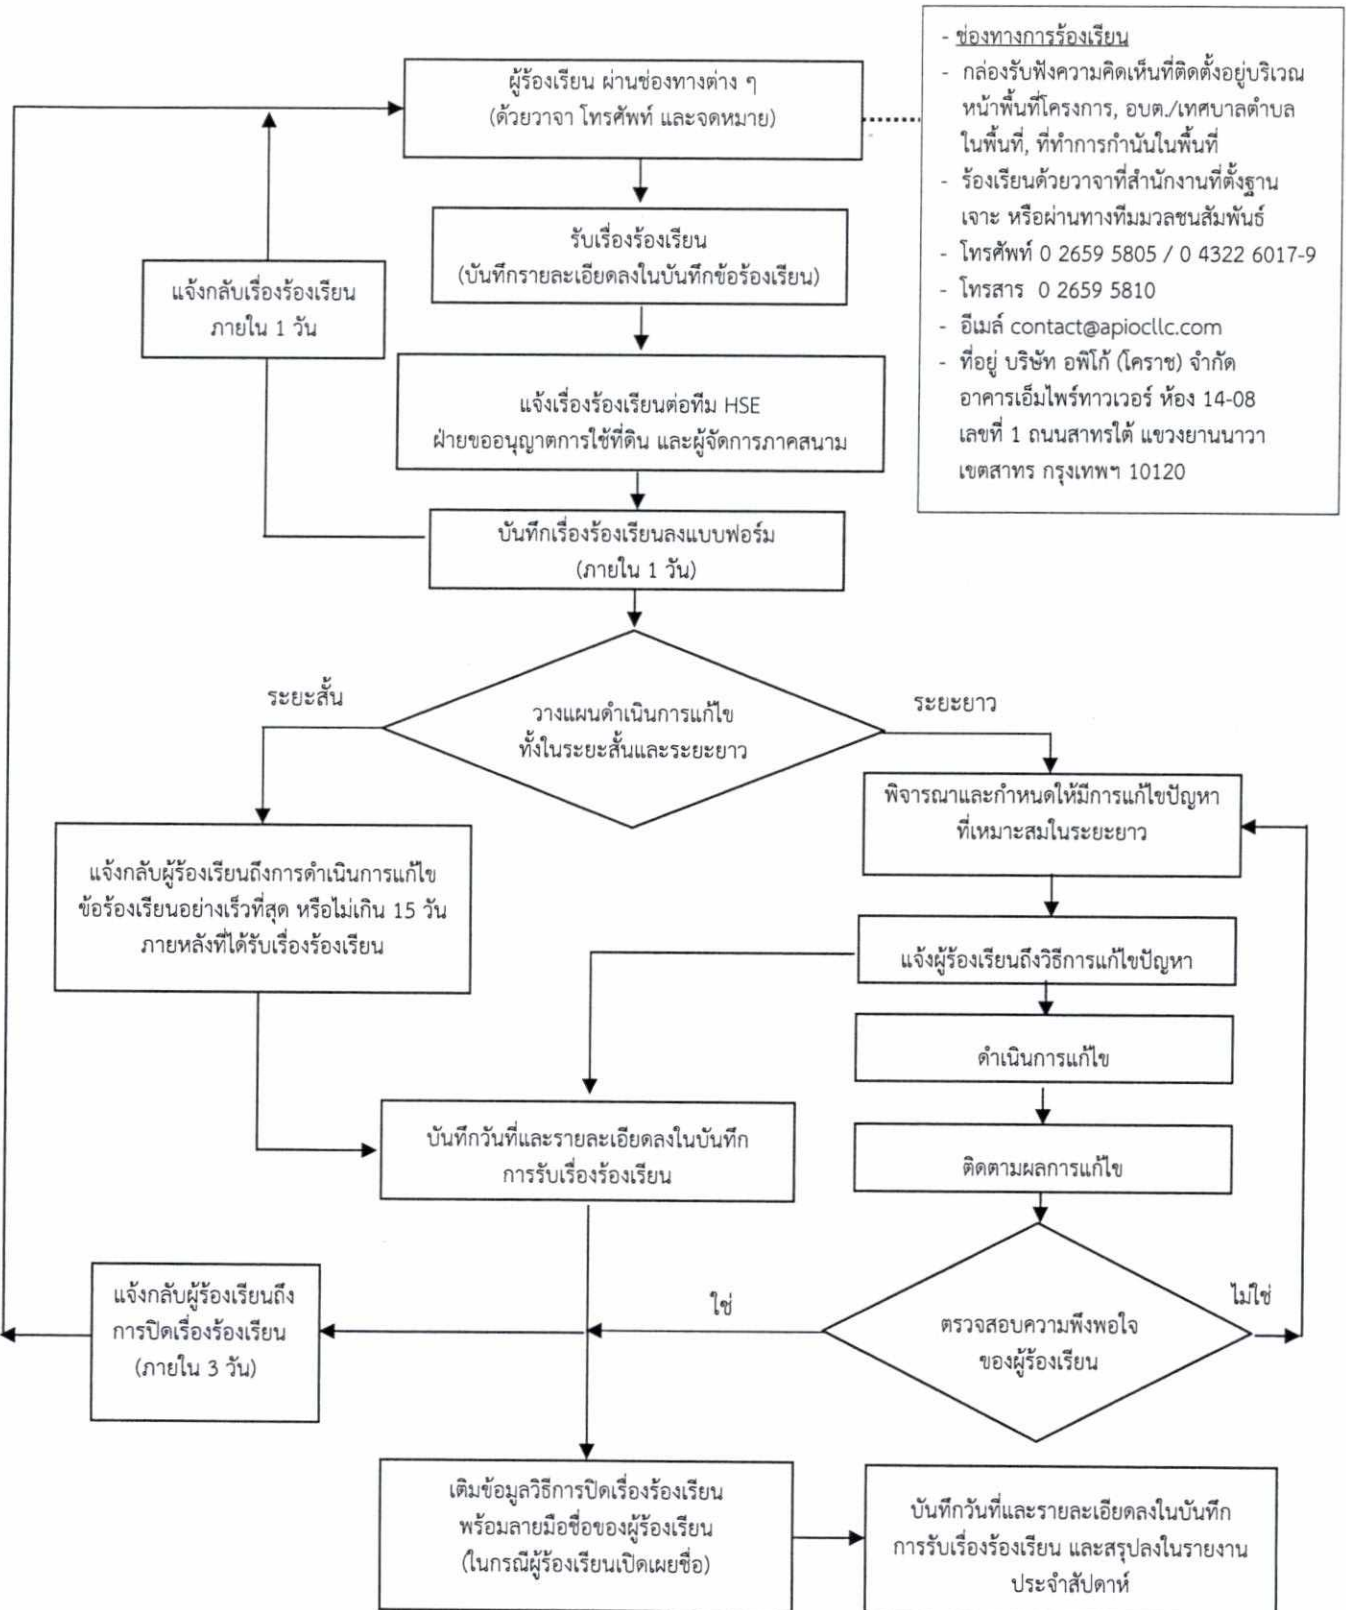 ผู้ร้องเรียน ผ่านช่องทางต่าง ๆ
(ด้วยวาจา โทรศัพท์ และจดหมาย)
- ช่องทางการร้องเรียน
- กล่องรับฟังความคิดเห็นที่ติดตั้งอยู่บริเวณ
หน้าพื้นที่โครงการ, อบต./เทศบาลตำบล
ในพื้นที่, ที่ทำการกำนันในพื้นที่
- ร้องเรียนด้วยวาจาที่สำนักงานที่ตั้งฐาน
เจาะ หรือผ่านทางทีมมวลชนสัมพันธ์
- โทรศัพท์ 0 2659 5805 / 0 4322 6017-9
- โทรสาร 0 2659 5810
- อีเมล์ contact@apiocllc.com
- ที่อยู่ บริษัท อพิโก้ (โคราช) จำกัด
อาคารเอ็มไพร์ทาวเวอร์ ห้อง 14-08
เลขที่ 1 ถนนสาทรใต้ แขวงยานนาวา
เขตสาทร กรุงเทพฯ 10120
รับเรื่องร้องเรียน
(บันทึกรายละเอียดลงในบันทึกข้อร้องเรียน)
แจ้งกลับเรื่องร้องเรียน
ภายใน 1 วัน
แจ้งเรื่องร้องเรียนต่อทีม HSE
ฝ่ายขออนุญาตการใช้ที่ดิน และผู้จัดการภาคสนาม
บันทึกเรื่องร้องเรียนลงแบบฟอร์ม
(ภายใน 1 วัน)
ระยะสั้น
วางแผนดำเนินการแก้ไข
ทั้งในระยะสั้นและระยะยาว
ระยะยาว
พิจารณาและกำหนดให้มีการแก้ไขปัญหา
ที่เหมาะสมในระยะยาว
แจ้งกลับผู้ร้องเรียนถึงการดำเนินการแก้ไข
ข้อร้องเรียนอย่างเร็วที่สุด หรือไม่เกิน 15 วัน
ภายหลังที่ได้รับเรื่องร้องเรียน
แจ้งผู้ร้องเรียนถึงวิธีการแก้ไขปัญหา
ดำเนินการแก้ไข
บันทึกวันที่และรายละเอียดลงในบันทึก
การรับเรื่องร้องเรียน
ติดตามผลการแก้ไข
แจ้งกลับผู้ร้องเรียนถึง
การปิดเรื่องร้องเรียน
(ภายใน 3 วัน)
ใช่
ตรวจสอบความพึงพอใจ
ของผู้ร้องเรียน
ไม่ใช่
เติมข้อมูลวิธีการปิดเรื่องร้องเรียน
พร้อมลายมือชื่อของผู้ร้องเรียน
(ในกรณีผู้ร้องเรียนเปิดเผยชื่อ)
บันทึกวันที่และรายละเอียดลงในบันทึก
การรับเรื่องร้องเรียน และสรุปลงในรายงาน
ประจำสัปดาห์